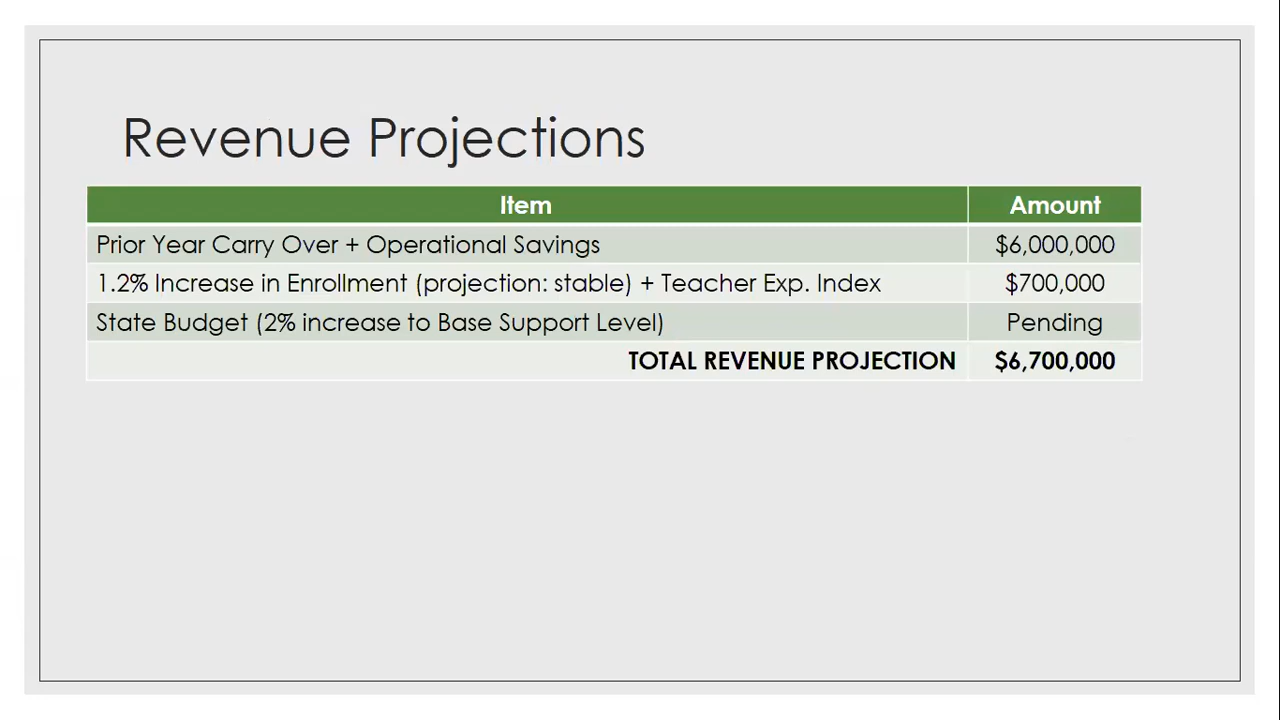 Revenue Projections
Item Amount
Prior Year Carry Over + Operational Savings $6,000,000
1.2% Increase in Enrollment (projection: stable) + Teacher Exp. Index $700,000
State Budget (2% increase to Base Support Level) Pending
TOTAL REVENUE PROJECTION $6,700,000